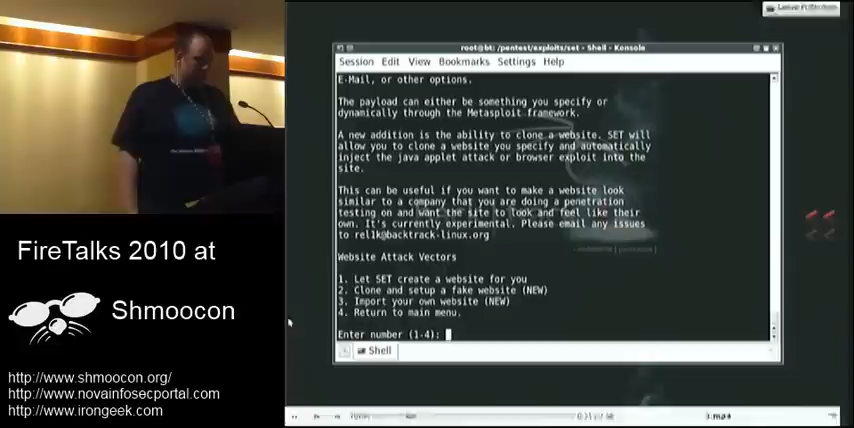 root@bt: /pentest/exploits/set - Shell - Konsole
Session Edit View Bookmarks Settings Help
E-Mail, or other options.
The payload can either be something you specify or
dynamically through the Metasploit framework.
A new addition is the ability to clone a website. SET will
allow you to clone a website you specify and automatically
inject the java applet attack or browser exploit into the
site.
This can be useful if you want to make a website look
similar to a company that you are doing a penetration
testing on and want the site to look and feel like their
own. It's currently experimental. Please email any issues
to rel1k@backtrack-linux.org
Website Attack Vectors
1. Let SET create a website for you
2. Clone and setup a fake website (NEW)
3. Import your own website (NEW)
4. Return to main menu.
Enter number (1-4):
Shell
FireTalks 2010 at
Shmoocon
http://www.shmoocon.org/
http://www.novainfosecportal.com
http://www.irongeek.com